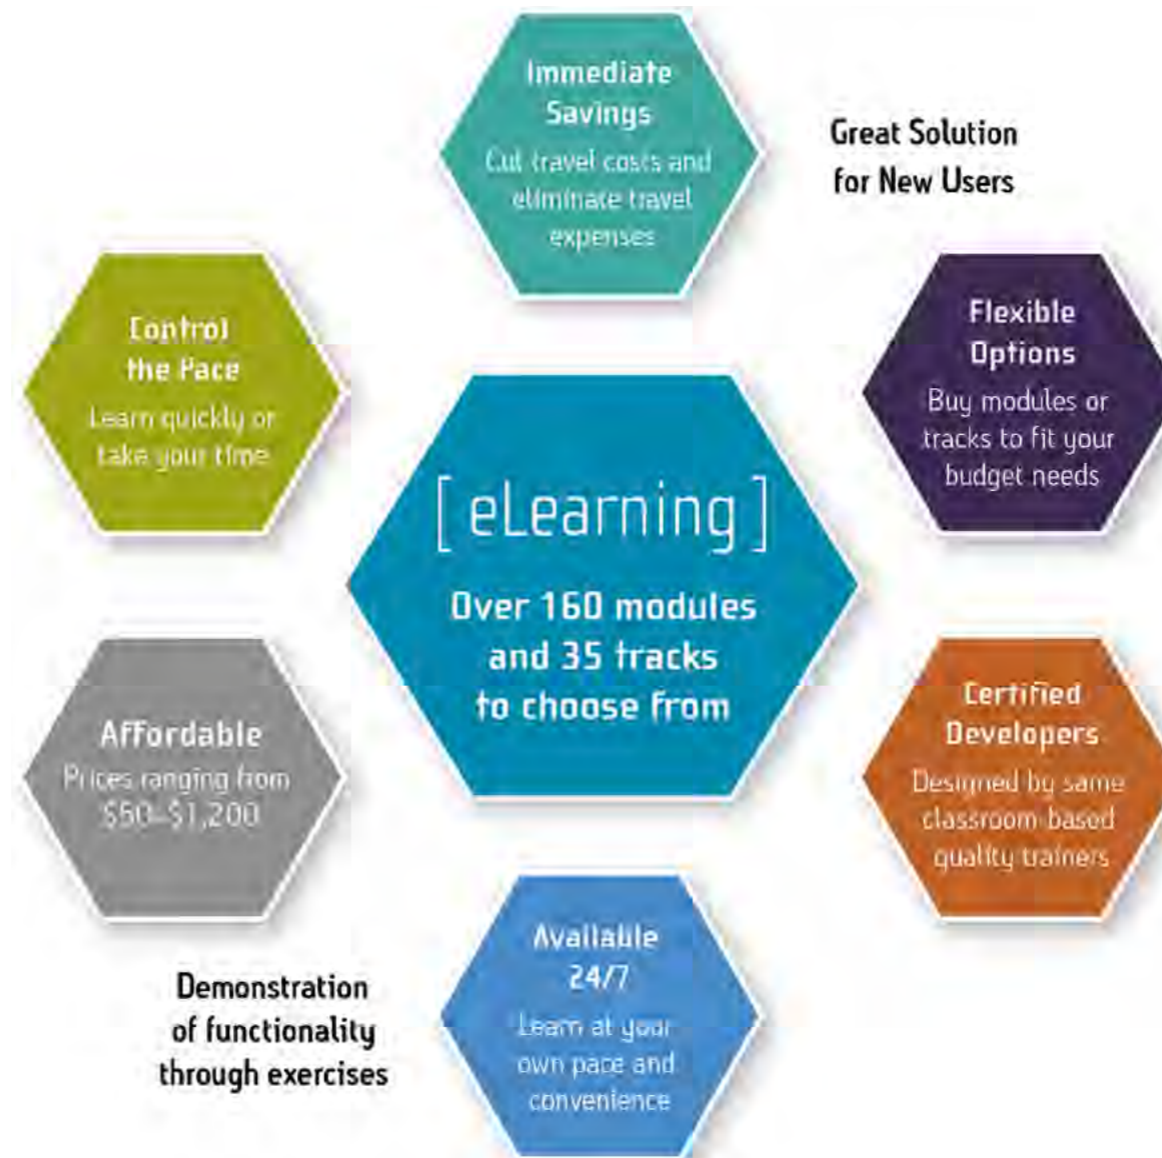 Immediate
Savings
Cut travel costs and
eliminate travel
expenses
Great Solution
for New Users
Control
the Pace
Learn quickly or
take your time
Flexible
Options
Buy modules or
tracks to fit your
budget needs
[ eLearning ]
Over 160 modules
and 35 tracks
to choose from
Affordable
Prices ranging from
$50–$1,200
Certified
Developers
Designed by same
classroom-based
quality trainers
Demonstration
of functionality
through exercises
Available
24/7
Learn at your
own pace and
convenience